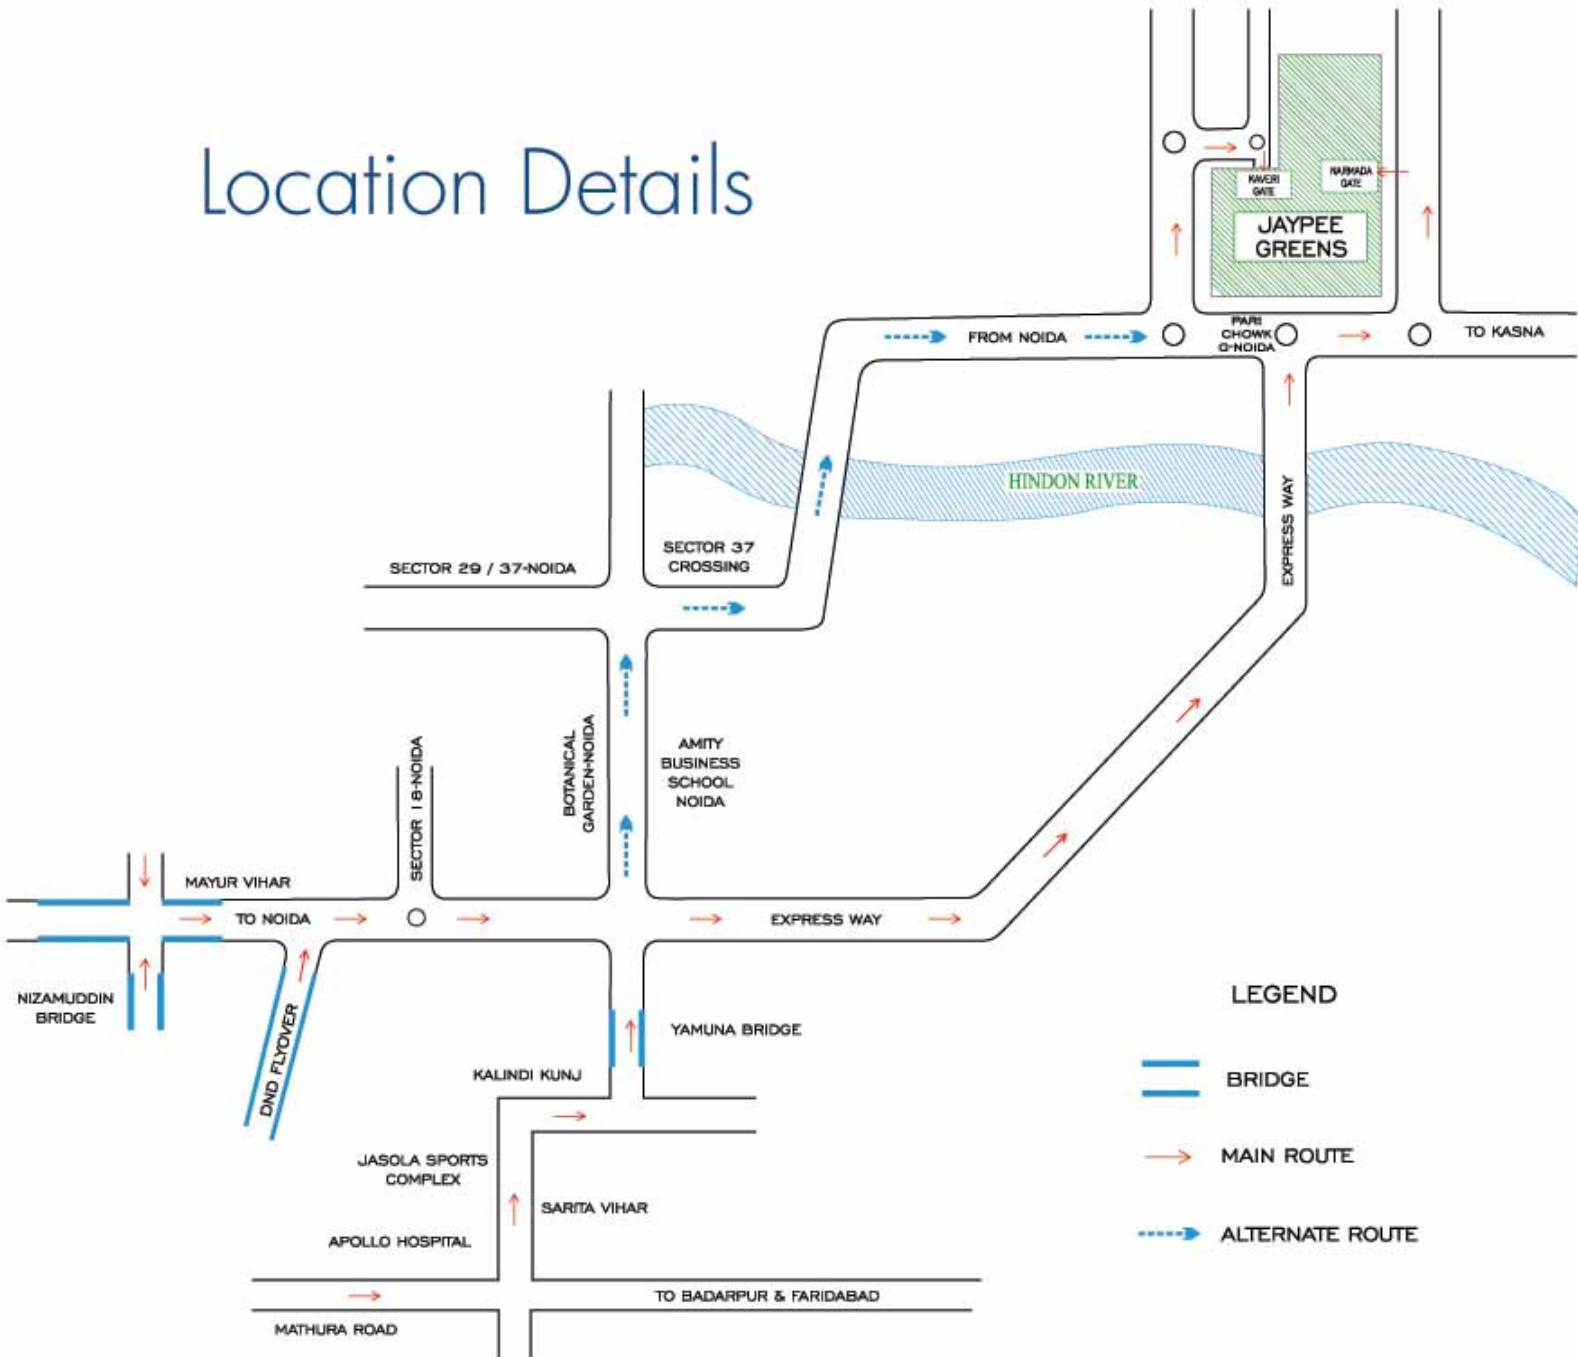 Location Details
KAVERI
GATE
NARMADA
GATE
JAYPEE
GREENS
FROM NOIDA
PARI
CHOWK
G-NOIDA
TO KASNA
HINDON RIVER
EXPRESS WAY
SECTOR 29 / 37-NOIDA
SECTOR 37
CROSSING
BOTANICAL
GARDEN-NOIDA
AMITY
BUSINESS
SCHOOL
NOIDA
SECTOR 18-NOIDA
MAYUR VIHAR
TO NOIDA
EXPRESS WAY
NIZAMUDDIN
BRIDGE
DND FLYOVER
YAMUNA BRIDGE
KALINDI KUNJ
JASOLA SPORTS
COMPLEX
SARITA VIHAR
APOLLO HOSPITAL
TO BADARPUR & FARIDABAD
MATHURA ROAD
LEGEND
BRIDGE
MAIN ROUTE
ALTERNATE ROUTE